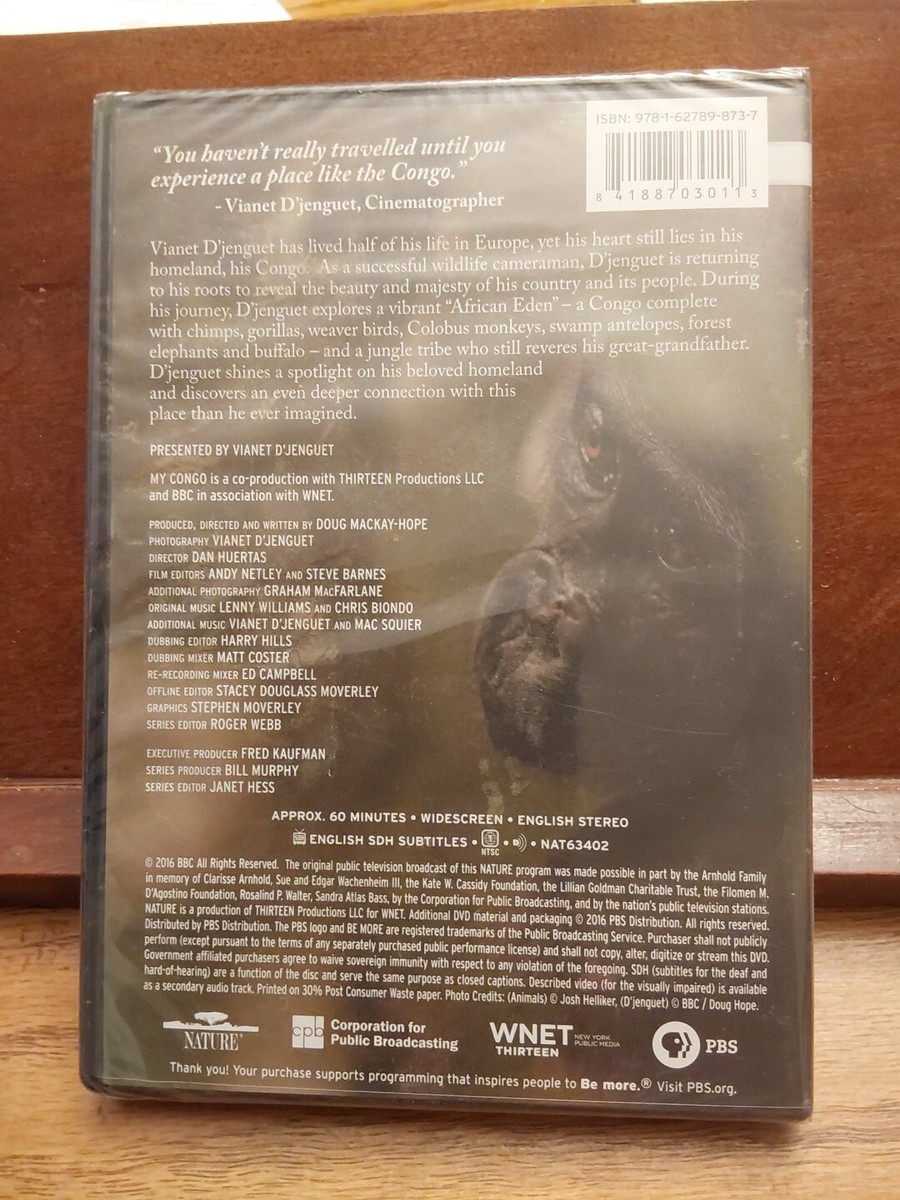 ISBN: 978-1-62789-873-7
8 41887 03011 3
“You haven’t really travelled until you
experience a place like the Congo.”
- Vianet D’jenguet, Cinematographer
Vianet D’jenguet has lived half of his life in Europe, yet his heart still lies in his
homeland, his Congo. As a successful wildlife cameraman, D’jenguet is returning
to his roots to reveal the beauty and majesty of his country and its people. During
his journey, D’jenguet explores a vibrant “African Eden” – a Congo complete
with chimps, gorillas, weaver birds, Colobus monkeys, swamp antelopes, forest
elephants and buffalo – and a jungle tribe who still reveres his great-grandfather.
D’jenguet shines a spotlight on his beloved homeland
and discovers an even deeper connection with this
place than he ever imagined.
PRESENTED BY VIANET D’JENGUET
MY CONGO is a co-production with THIRTEEN Productions LLC
and BBC in association with WNET.
PRODUCED, DIRECTED AND WRITTEN BY DOUG MACKAY-HOPE
PHOTOGRAPHY VIANET D’JENGUET
DIRECTOR DAN HUERTAS
FILM EDITORS ANDY NETLEY AND STEVE BARNES
ADDITIONAL PHOTOGRAPHY GRAHAM MacFARLANE
ORIGINAL MUSIC LENNY WILLIAMS AND CHRIS BIONDO
ADDITIONAL MUSIC VIANET D’JENGUET AND MAC SQUIER
DUBBING EDITOR HARRY HILLS
DUBBING MIXER MATT COSTER
RE-RECORDING MIXER ED CAMPBELL
OFFLINE EDITOR STACEY DOUGLASS MOVERLEY
GRAPHICS STEPHEN MOVERLEY
SERIES EDITOR ROGER WEBB
EXECUTIVE PRODUCER FRED KAUFMAN
SERIES PRODUCER BILL MURPHY
SERIES EDITOR JANET HESS
APPROX. 60 MINUTES • WIDESCREEN • ENGLISH STEREO
ENGLISH SDH SUBTITLES • NTSC • • NAT63402
© 2016 BBC All Rights Reserved. The original public television broadcast of this NATURE program was made possible in part by the Arnhold Family
in memory of Clarisse Arnhold, Sue and Edgar Wachenheim III, the Kate W. Cassidy Foundation, the Lillian Goldman Charitable Trust, the Filomen M.
D’Agostino Foundation, Rosalind P. Walter, Sandra Atlas Bass, by the Corporation for Public Broadcasting, and by the nation’s public television stations.
NATURE is a production of THIRTEEN Productions LLC for WNET. Additional DVD material and packaging © 2016 PBS Distribution. All rights reserved.
Distributed by PBS Distribution. The PBS logo and BE MORE are registered trademarks of the Public Broadcasting Service. Purchaser shall not publicly
perform (except pursuant to the terms of any separately purchased public performance license) and shall not copy, alter, digitize or stream this DVD.
Government affiliated purchasers agree to waive sovereign immunity with respect to any violation of the foregoing. SDH (subtitles for the deaf and
hard-of-hearing) are a function of the disc and serve the same purpose as closed captions. Described video (for the visually impaired) is available
as a secondary audio track. Printed on 30% Post Consumer Waste paper. Photo Credits: (Animals) © Josh Helliker, (D’jenguet) © BBC / Doug Hope.
NATURE®
cpb Corporation for
Public Broadcasting
WNET NEW YORK
THIRTEEN PUBLIC MEDIA
PBS
Thank you! Your purchase supports programming that inspires people to Be more.® Visit PBS.org.